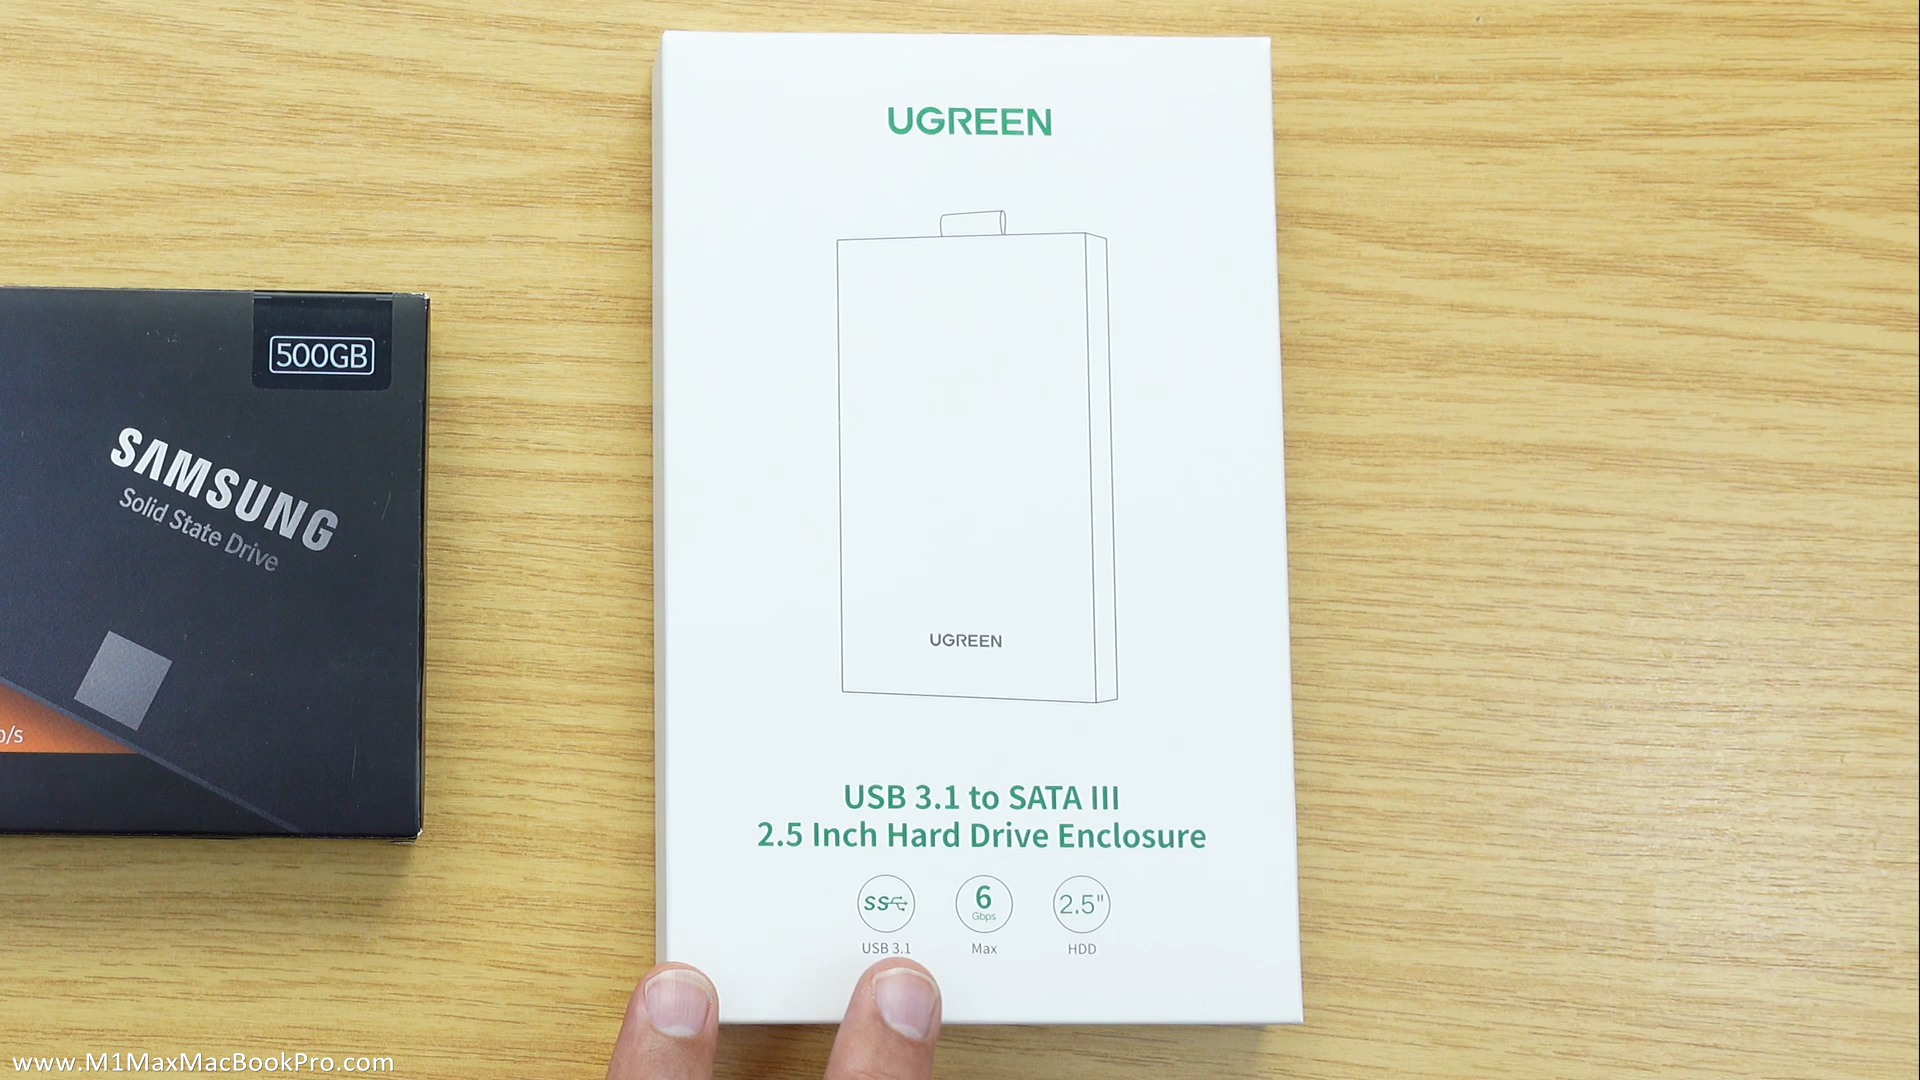 500GB
SAMSUNG
Solid State Drive
b/s
UGREEN
UGREEN
USB 3.1 to SATA III
2.5 Inch Hard Drive Enclosure
SS
6
Gbps
2.5"
USB 3.1
Max
HDD
www.M1MaxMacBookPro.com